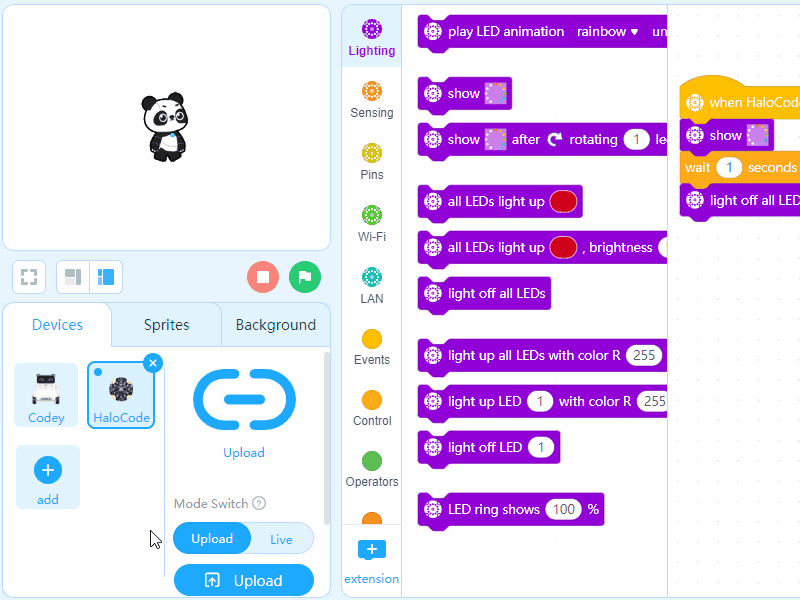 Lighting
Sensing
Pins
Wi-Fi
LAN
Events
Control
Operators
extension
play LED animation rainbow un
show
show after rotating 1 le
all LEDs light up
all LEDs light up , brightness
light off all LEDs
light up all LEDs with color R 255
light up LED 1 with color R 255
light off LED 1
LED ring shows 100 %
when HaloCode
show
wait 1 seconds
light off all LED
Devices Sprites Background
Codey HaloCode
add
Upload
Mode Switch ?
Upload Live
Upload